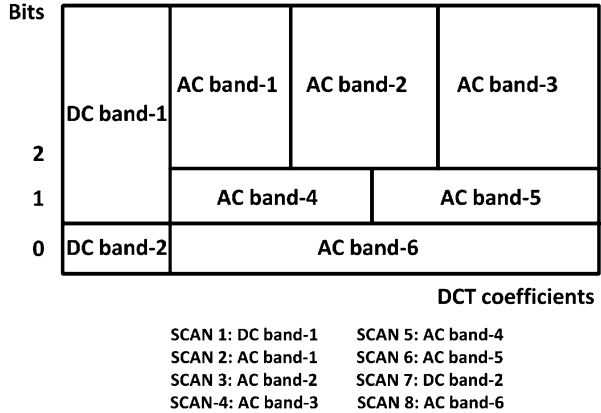 Bits
AC band-1 AC band-2 AC band-3
DC band-1
2
1 AC band-4 AC band-5
0 DC band-2 AC band-6
DCT coefficients
SCAN 1: DC band-1 SCAN 5: AC band-4
SCAN 2: AC band-1 SCAN 6: AC band-5
SCAN 3: AC band-2 SCAN 7: DC band-2
SCAN-4: AC band-3 SCAN 8: AC band-6